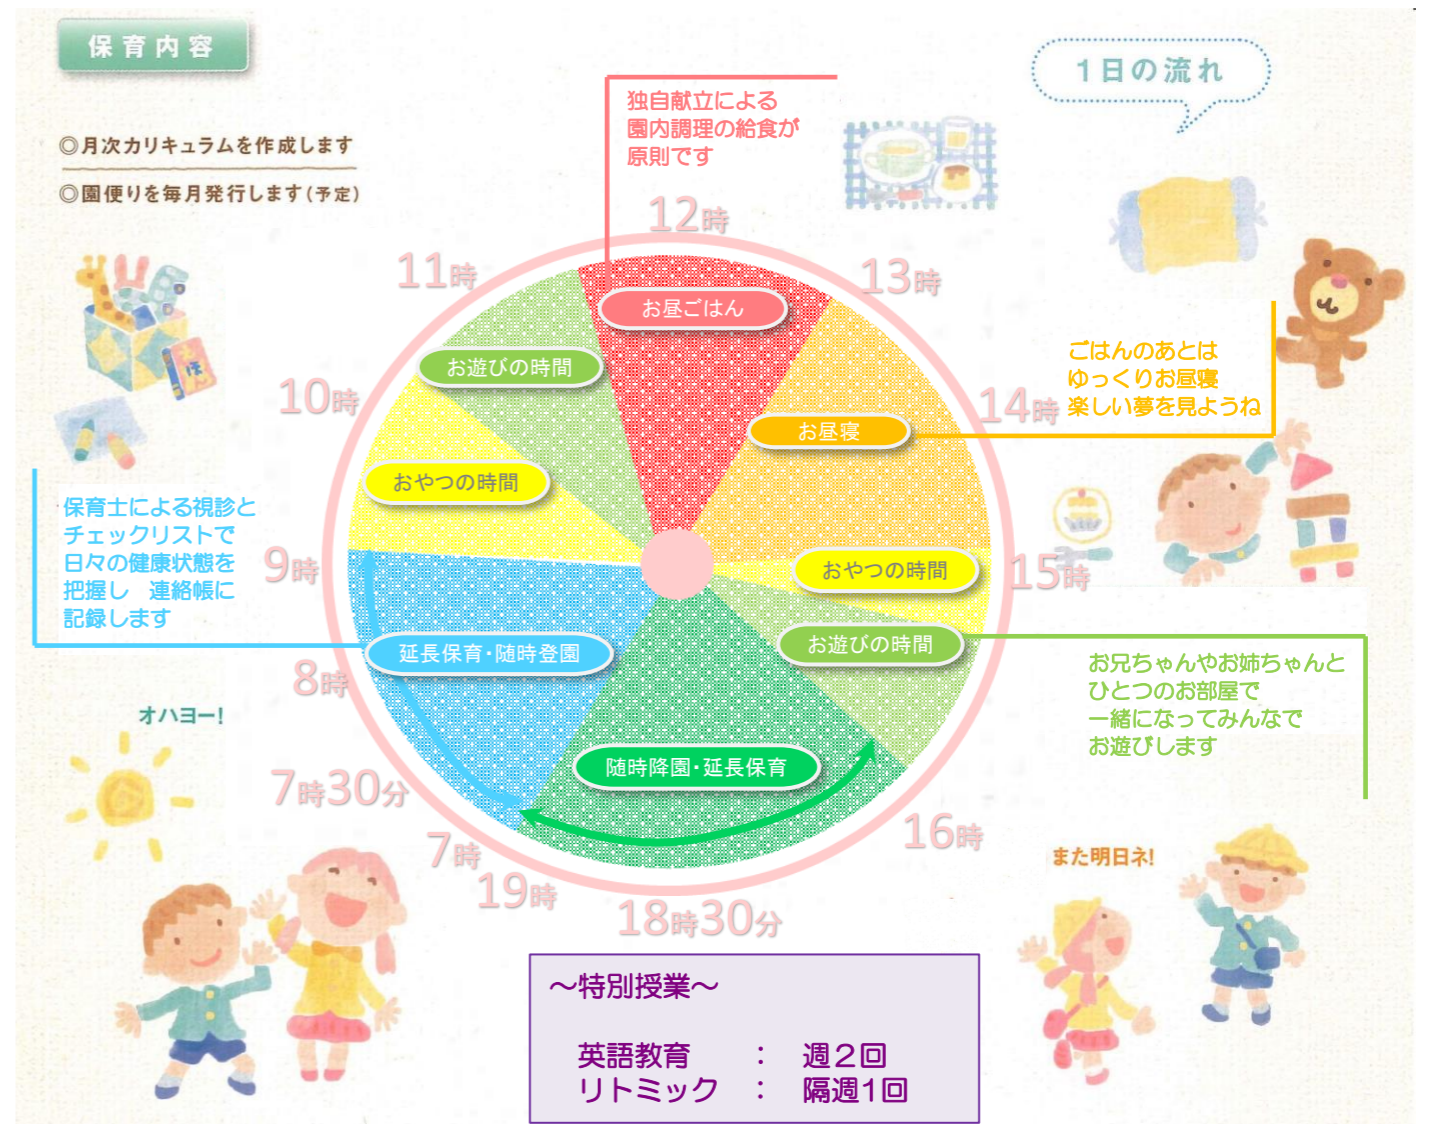 保育内容
1日の流れ
◎月次カリキュラムを作成します
◎園便りを毎月発行します(予定)
独自献立による
園内調理の給食が
原則です
12時
11時
13時
お昼ごはん
お遊びの時間
10時
14時
ごはんのあとは
ゆっくりお昼寝
楽しい夢を見ようね
お昼寝
えほん
おやつの時間
保育士による視診と
チェックリストで
日々の健康状態を
把握し 連絡帳に
記録します
9時
おやつの時間
15時
延長保育・随時登園
お遊びの時間
お兄ちゃんやお姉ちゃんと
ひとつのお部屋で
一緒になってみんなで
お遊びします
8時
オハヨー!
随時降園・延長保育
7時30分
7時
16時
19時
18時30分
また明日ネ!
～特別授業～
英語教育 : 週2回
リトミック : 隔週1回